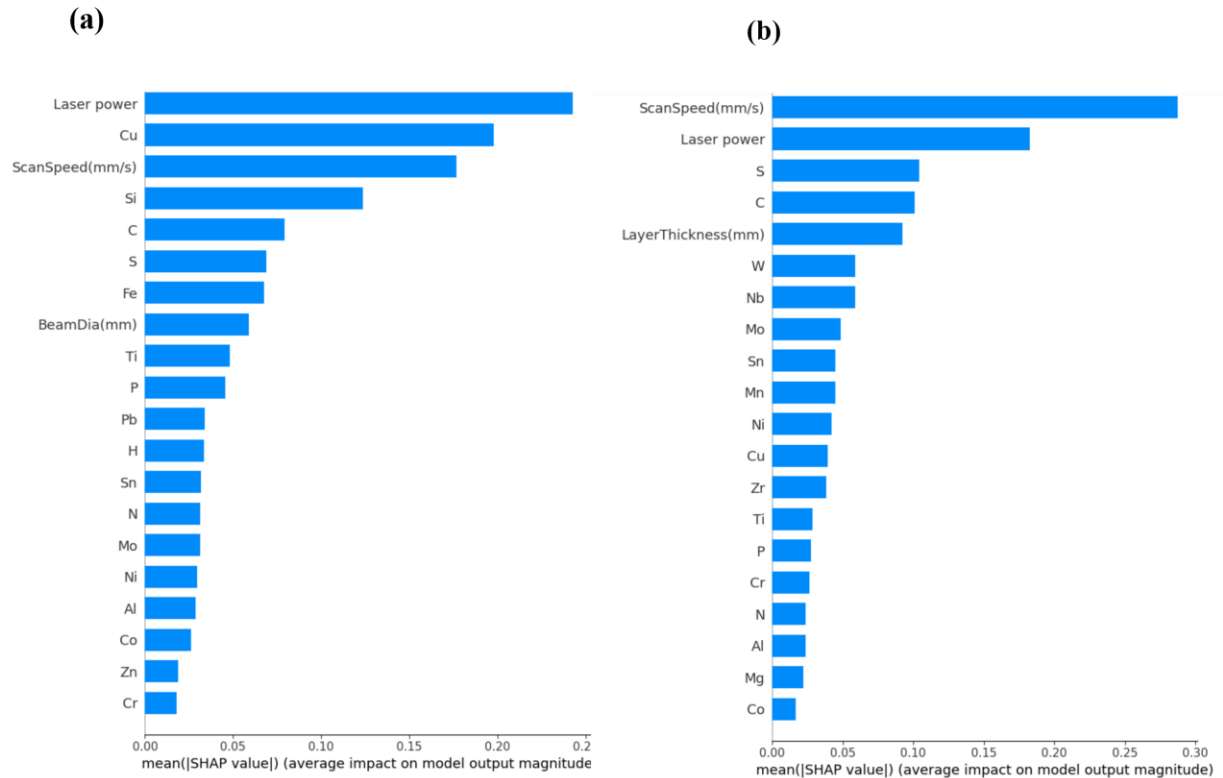 (a)
Laser power
Cu
ScanSpeed(mm/s)
Si
C
S
Fe
BeamDia(mm)
Ti
P
Pb
H
Sn
N
Mo
Ni
Al
Co
Zn
Cr
0.00 0.05 0.10 0.15 0.20 0.2
mean(|SHAP value|) (average impact on model output magnitude
(b)
ScanSpeed(mm/s)
Laser power
S
C
LayerThickness(mm)
W
Nb
Mo
Sn
Mn
Ni
Cu
Zr
Ti
P
Cr
N
Al
Mg
Co
0.00 0.05 0.10 0.15 0.20 0.25 0.30
mean(|SHAP value|) (average impact on model output magnitude)